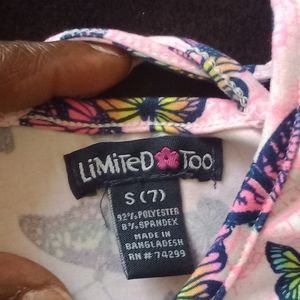 LiMiTeD TOO
S (7)
92% POLYESTER
8% SPANDEX
MADE IN
BANGLADESH
RN # 74299